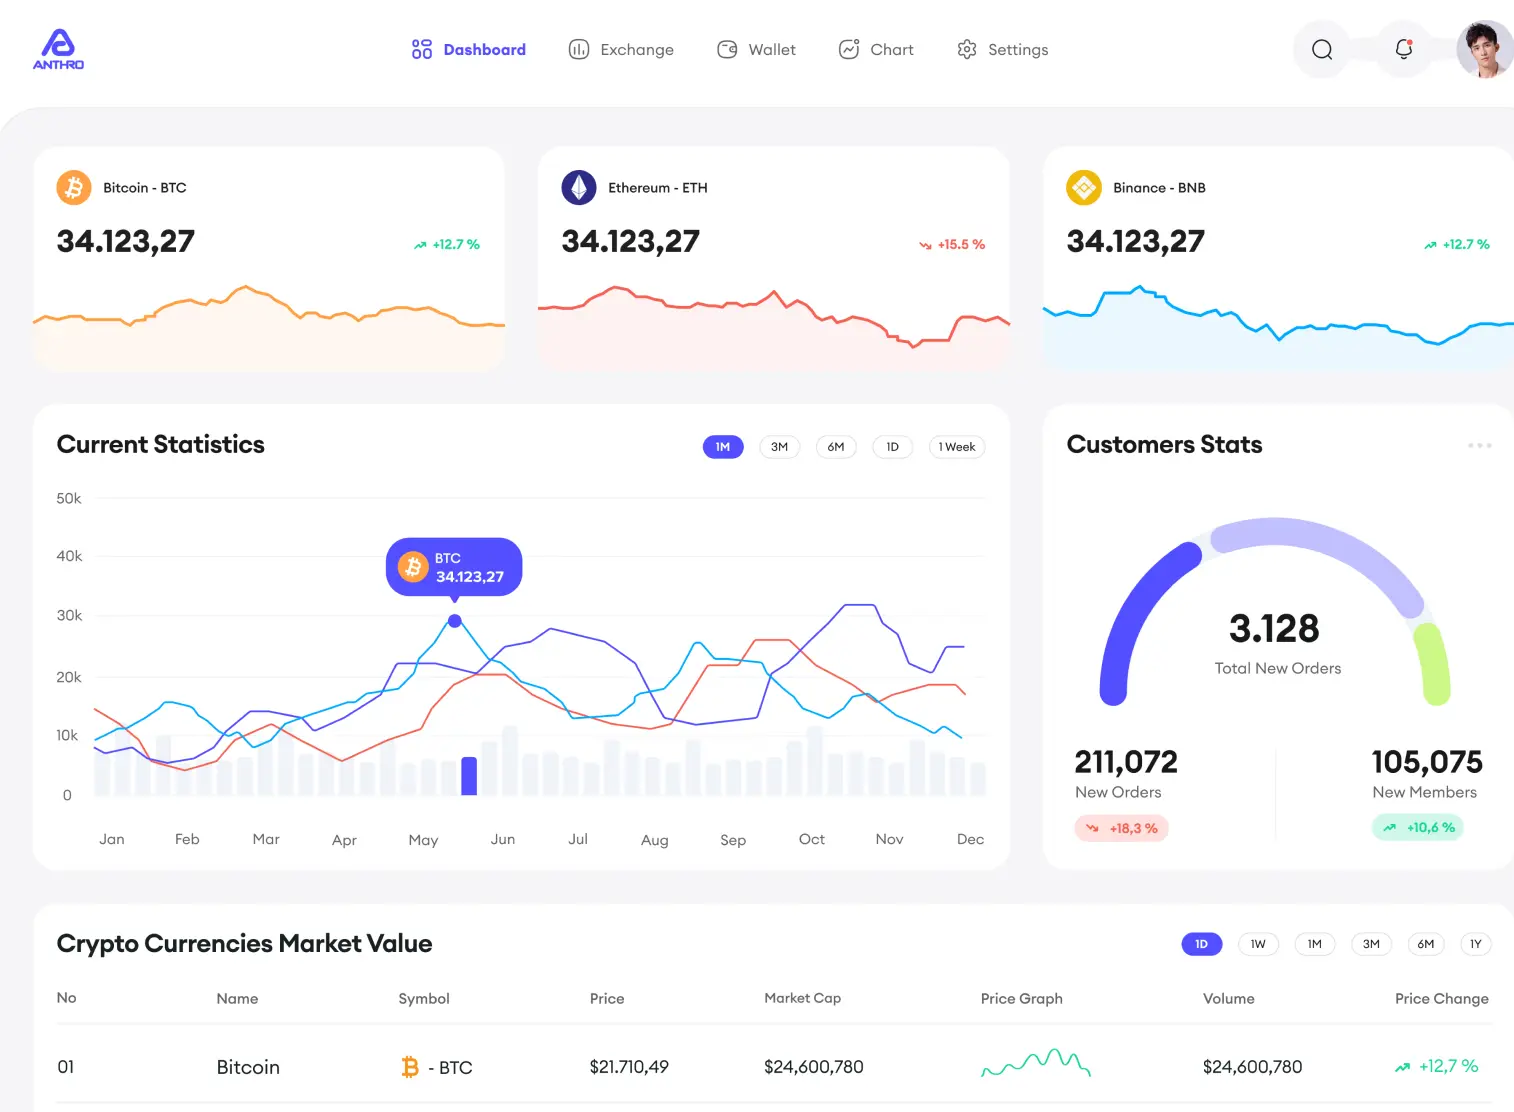 ANTHRO
Dashboard
Exchange
Wallet
Chart
Settings
Bitcoin - BTC
34.123,27
+12.7 %
Ethereum - ETH
34.123,27
+15.5 %
Binance - BNB
34.123,27
+12.7 %
Current Statistics
1M 3M 6M 1D 1 Week
50k
40k
30k
20k
10k
0
BTC
34.123,27
Jan Feb Mar Apr May Jun Jul Aug Sep Oct Nov Dec
Customers Stats
3.128
Total New Orders
211,072
New Orders
+18,3 %
105,075
New Members
+10,6 %
Crypto Currencies Market Value
1D 1W 1M 3M 6M 1Y
No Name Symbol Price Market Cap Price Graph Volume Price Change
01 Bitcoin - BTC $21.710,49 $24,600,780 $24,600,780 +12,7 %